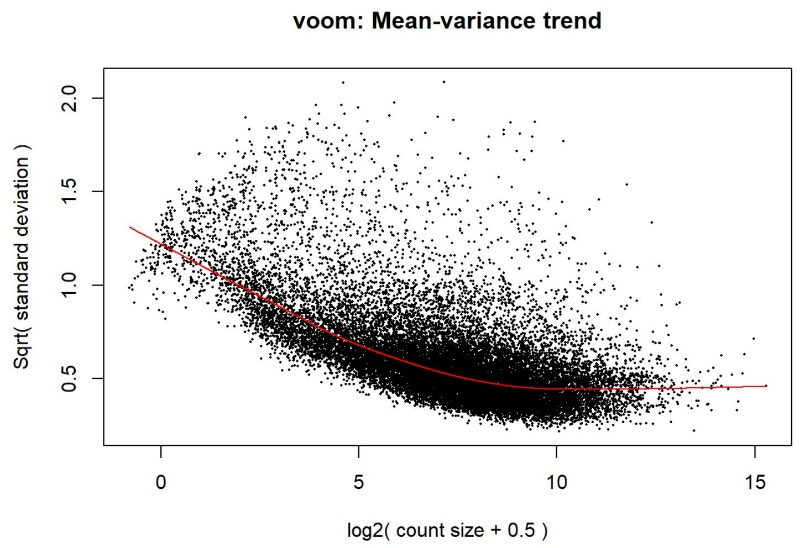 voom: Mean-variance trend
Sqrt( standard deviation )
2.0
1.5
1.0
0.5
0 5 10 15
log2( count size + 0.5 )